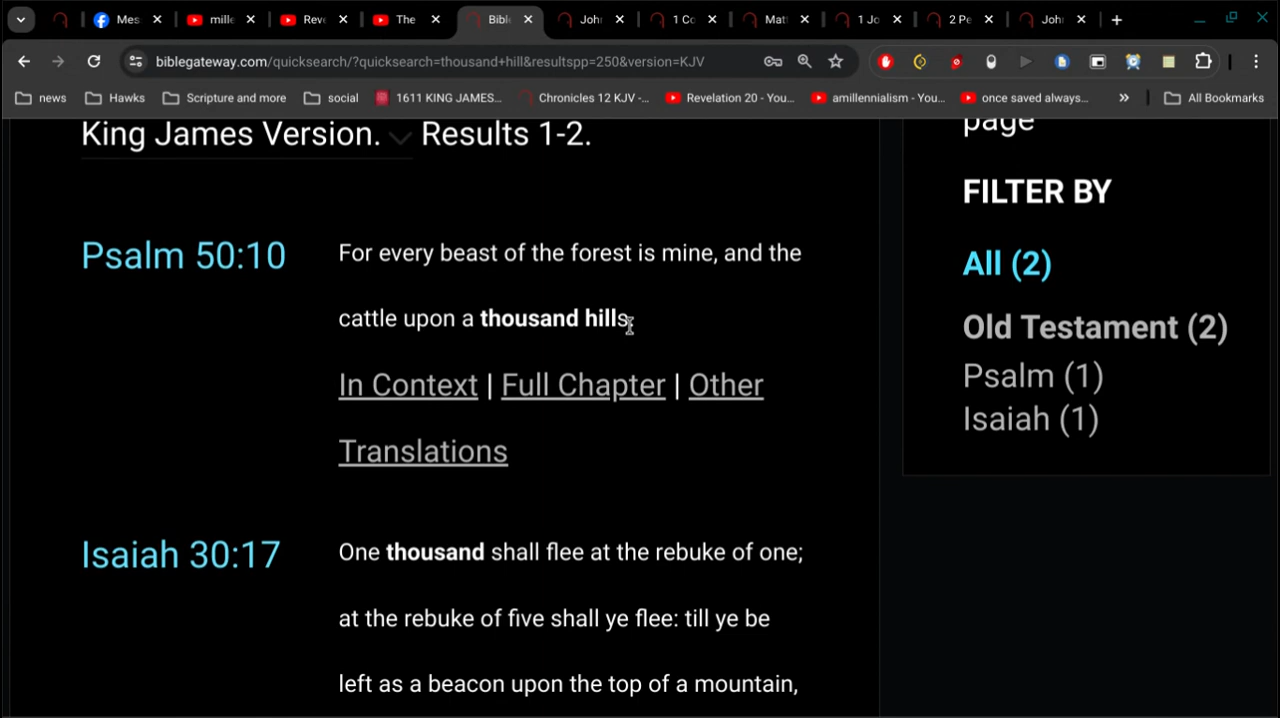 Mes
mille
Reve
The
Bibl
John
1 Co
Mat
1 Jo
2 Pe
John
biblegateway.com/quicksearch/?quicksearch=thousand+hill&resultspp=250&version=KJV
news
Hawks
Scripture and more
social
1611 KING JAMES...
Chronicles 12 KJV -...
Revelation 20 - You...
amillennialism - You...
once saved always...
»
All Bookmarks
King James Version. Results 1-2.
page
FILTER BY
All (2)
Old Testament (2)
Psalm (1)
Isaiah (1)
Psalm 50:10
For every beast of the forest is mine, and the
cattle upon a thousand hills.
In Context | Full Chapter | Other
Translations
Isaiah 30:17
One thousand shall flee at the rebuke of one;
at the rebuke of five shall ye flee: till ye be
left as a beacon upon the top of a mountain,